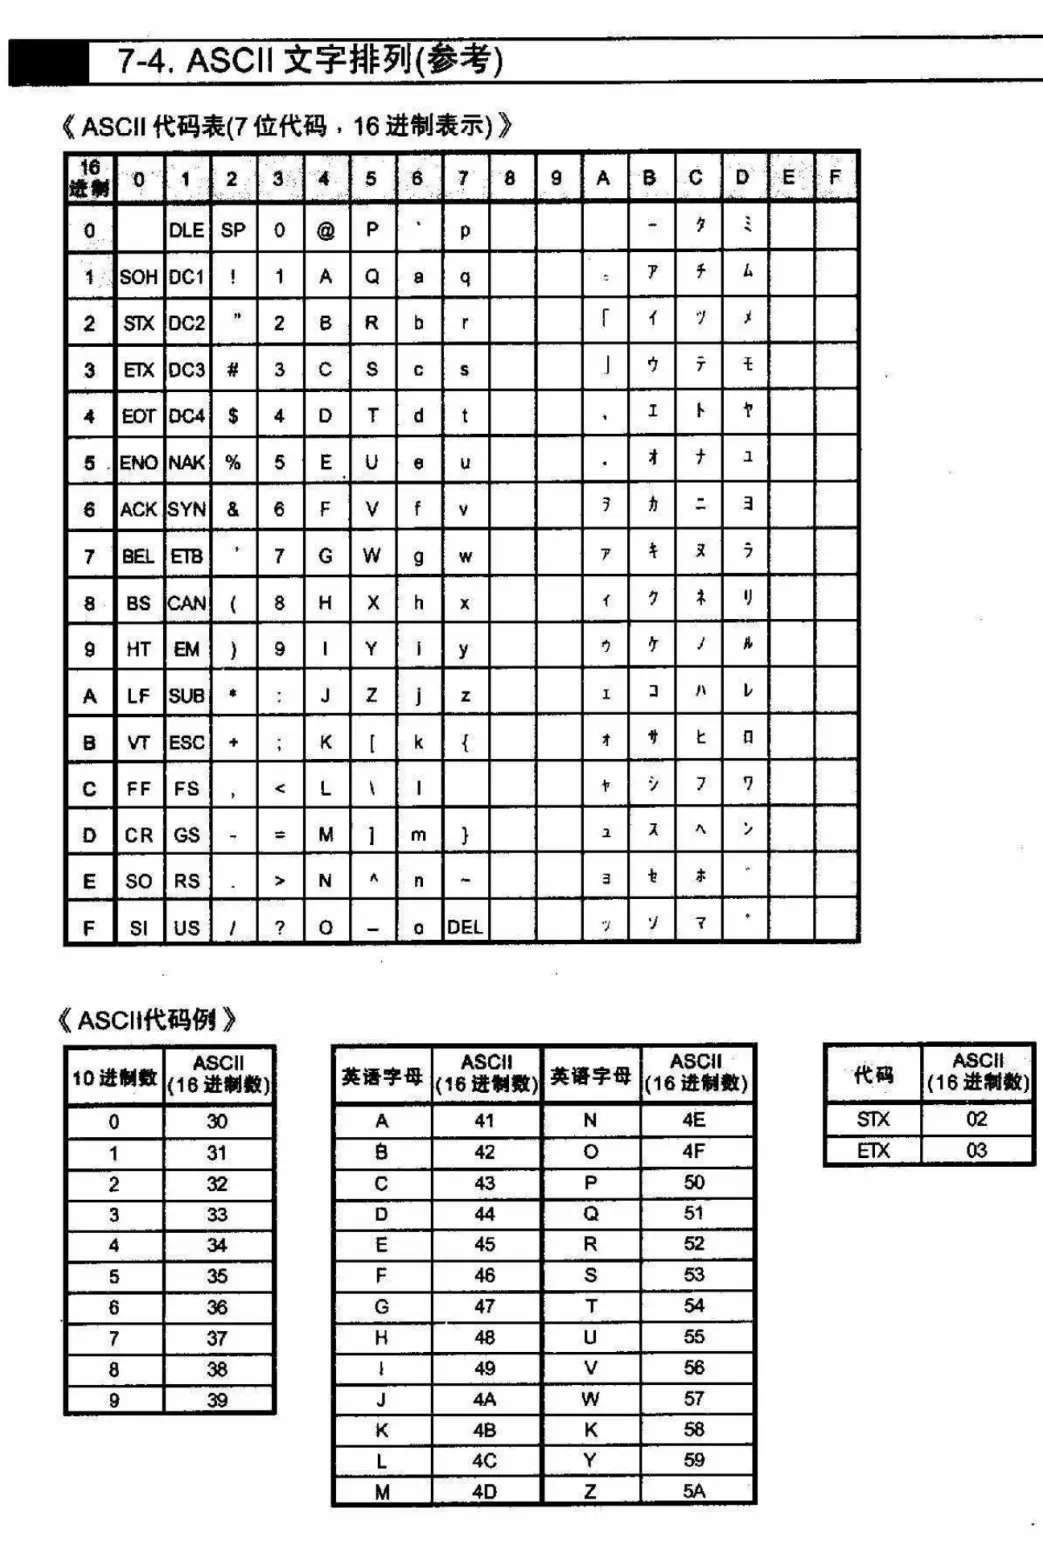 7-4. ASCII 文字排列(参考)
《 ASCII 代码表(7 位代码，16 进制表示) 》
16进制 0 1 2 3 4 5 6 7 8 9 A B C D E F
0 DLE SP 0 @ P ` p ｰ ｸ ﾐ
1 SOH DC1 ! 1 A Q a q ｱ ﾁ ﾑ
2 STX DC2 " 2 B R b r ｢ ｲ ﾂ ﾒ
3 ETX DC3 # 3 C S c s ｣ ｳ ﾃ ﾓ
4 EOT DC4 $ 4 D T d t ､ ｴ ﾄ ﾔ
5 ENO NAK % 5 E U e u ･ ｵ ﾅ ﾕ
6 ACK SYN & 6 F V f v ｦ ｶ ﾆ ﾖ
7 BEL ETB ' 7 G W g w ｧ ｷ ﾇ ﾗ
8 BS CAN ( 8 H X h x ｨ ｸ ﾈ ﾘ
9 HT EM ) 9 I Y i y ｩ ｹ ﾉ ﾙ
A LF SUB * : J Z j z ｪ ｺ ﾊ ﾚ
B VT ESC + ; K [ k { ｫ ｻ ﾋ ﾛ
C FF FS , < L \ l ｬ ｼ ﾌ ﾜ
D CR GS - = M ] m } ｭ ｽ ﾍ ﾝ
E SO RS . > N ^ n ~ ｮ ｾ ﾎ ﾞ
F SI US / ? O _ o DEL ｯ ｿ ﾏ ﾟ
《 ASCII代码例 》
10进制数 ASCII (16 进制数)
0 30
1 31
2 32
3 33
4 34
5 35
6 36
7 37
8 38
9 39
英语字母 ASCII (16 进制数) 英语字母 ASCII (16 进制数)
A 41 N 4E
B 42 O 4F
C 43 P 50
D 44 Q 51
E 45 R 52
F 46 S 53
G 47 T 54
H 48 U 55
I 49 V 56
J 4A W 57
K 4B K 58
L 4C Y 59
M 4D Z 5A
代码 ASCII (16 进制数)
STX 02
ETX 03